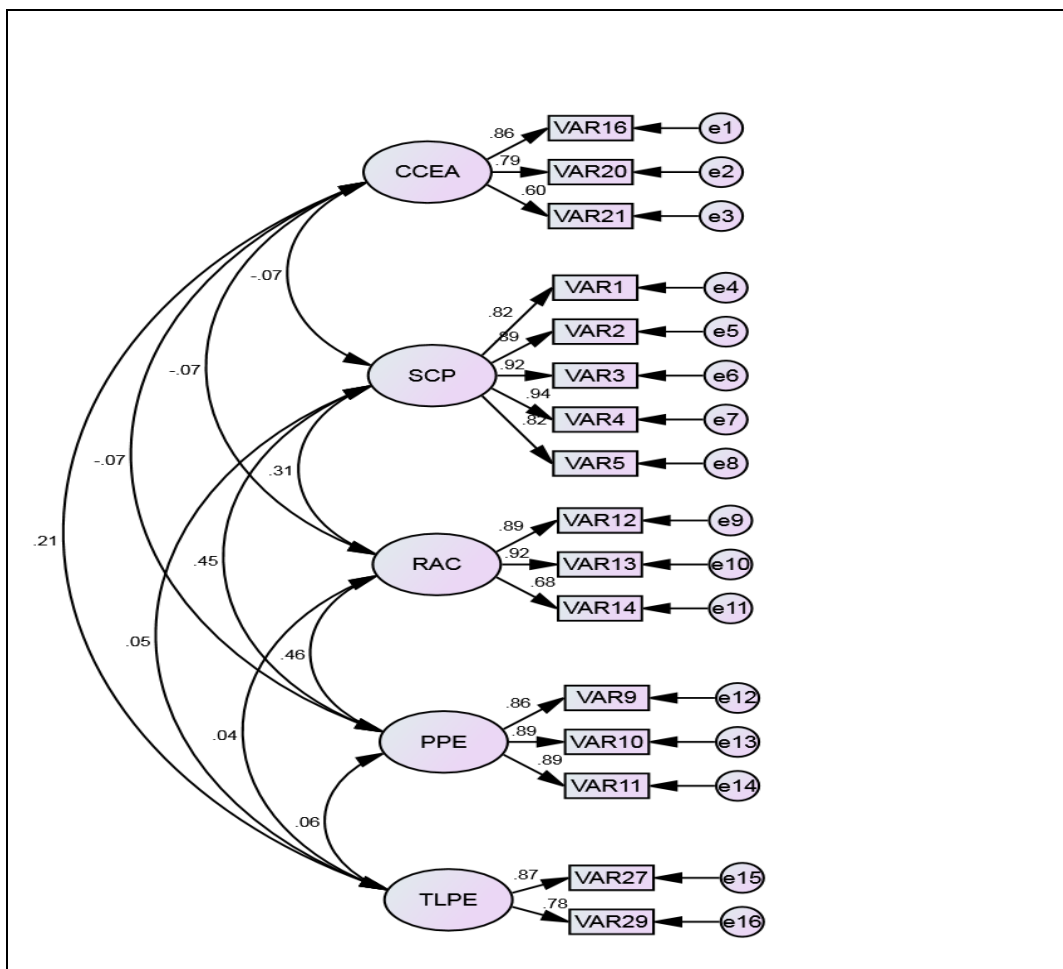 .86 VAR16 e1
CCEA .79 VAR20 e2
.60 VAR21 e3
-.07
.82 VAR1 e4
.89 VAR2 e5
SCP .92 VAR3 e6
.94 VAR4 e7
.82 VAR5 e8
-.07
-.07
.31
.89 VAR12 e9
RAC .92 VAR13 e10
.68 VAR14 e11
.21
.45
.05
.46
.86 VAR9 e12
PPE .89 VAR10 e13
.89 VAR11 e14
.04
.06
.87 VAR27 e15
TLPE
.78 VAR29 e16